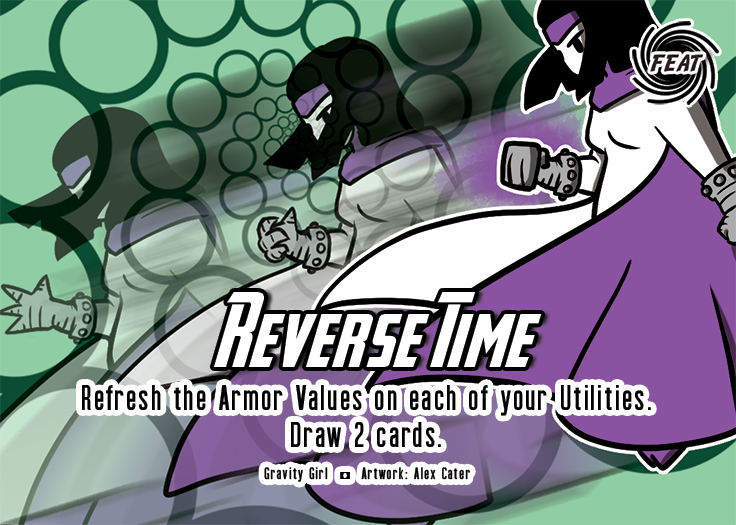 FEAT
Reverse Time
Refresh the Armor Values on each of your Utilities.
Draw 2 cards.
Gravity Girl Artwork: Alex Cater